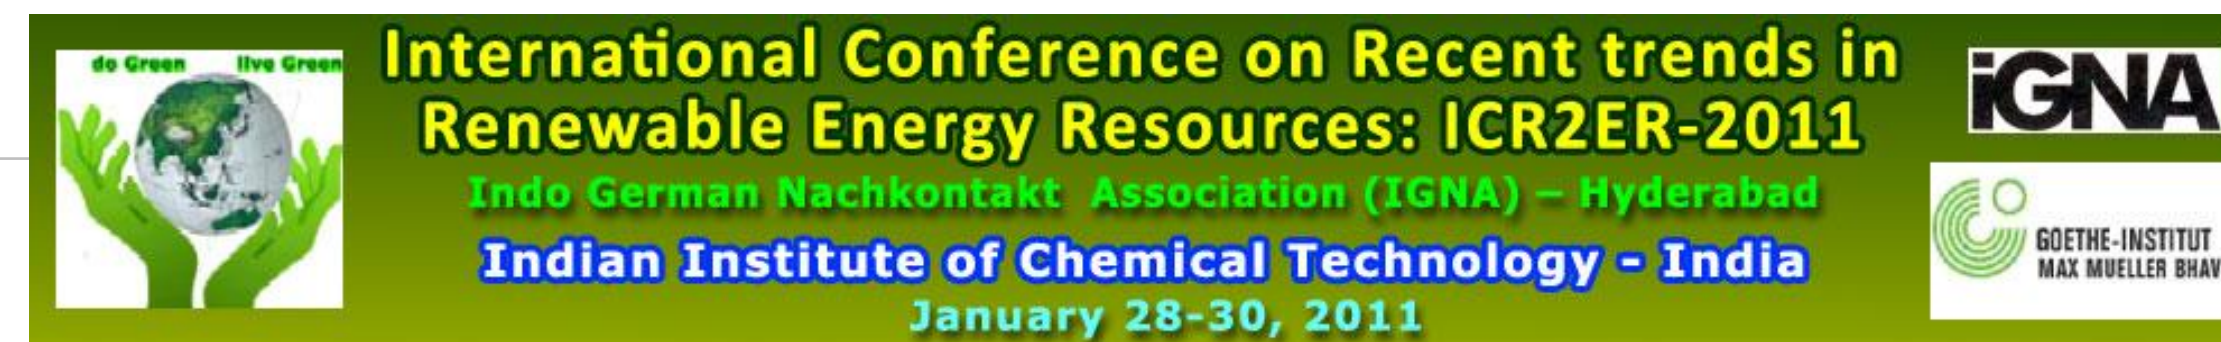 do Green live Green
International Conference on Recent trends in
Renewable Energy Resources: ICR2ER-2011
Indo German Nachkontakt Association (IGNA) – Hyderabad
Indian Institute of Chemical Technology - India
January 28-30, 2011
iGNA
GOETHE-INSTITUT
MAX MUELLER BHAV